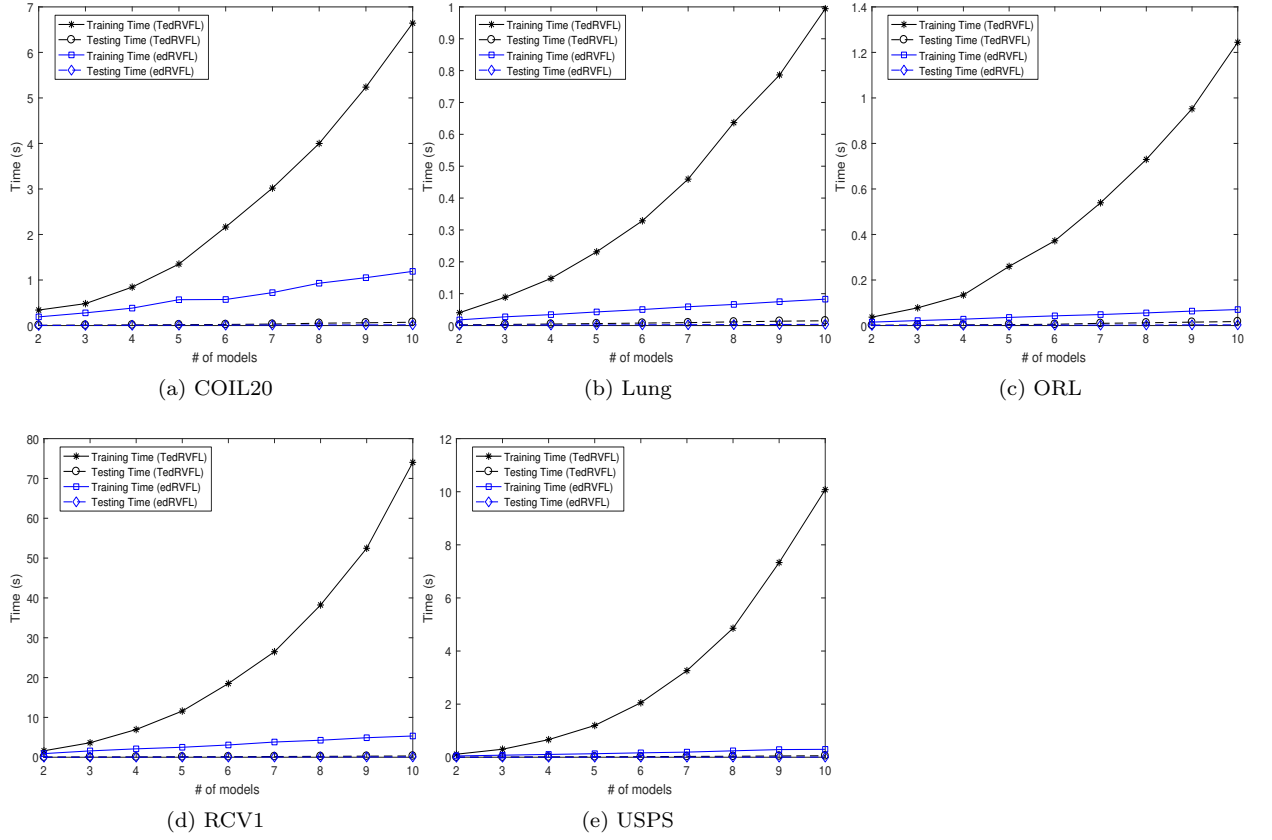 7
6
5
4
3
2
1
0
Time (s)
Training Time (TedRVFL)
Testing Time (TedRVFL)
Training Time (edRVFL)
Testing Time (edRVFL)
2 3 4 5 6 7 8 9 10
# of models
(a) COIL20
1
0.9
0.8
0.7
0.6
0.5
0.4
0.3
0.2
0.1
0
Time (s)
Training Time (TedRVFL)
Testing Time (TedRVFL)
Training Time (edRVFL)
Testing Time (edRVFL)
2 3 4 5 6 7 8 9 10
# of models
(b) Lung
1.4
1.2
1
0.8
0.6
0.4
0.2
0
Time (s)
Training Time (TedRVFL)
Testing Time (TedRVFL)
Training Time (edRVFL)
Testing Time (edRVFL)
2 3 4 5 6 7 8 9 10
# of models
(c) ORL
80
70
60
50
40
30
20
10
0
Time (s)
Training Time (TedRVFL)
Testing Time (TedRVFL)
Training Time (edRVFL)
Testing Time (edRVFL)
2 3 4 5 6 7 8 9 10
# of models
(d) RCV1
12
10
8
6
4
2
0
Time (s)
Training Time (TedRVFL)
Testing Time (TedRVFL)
Training Time (edRVFL)
Testing Time (edRVFL)
2 3 4 5 6 7 8 9 10
# of models
(e) USPS